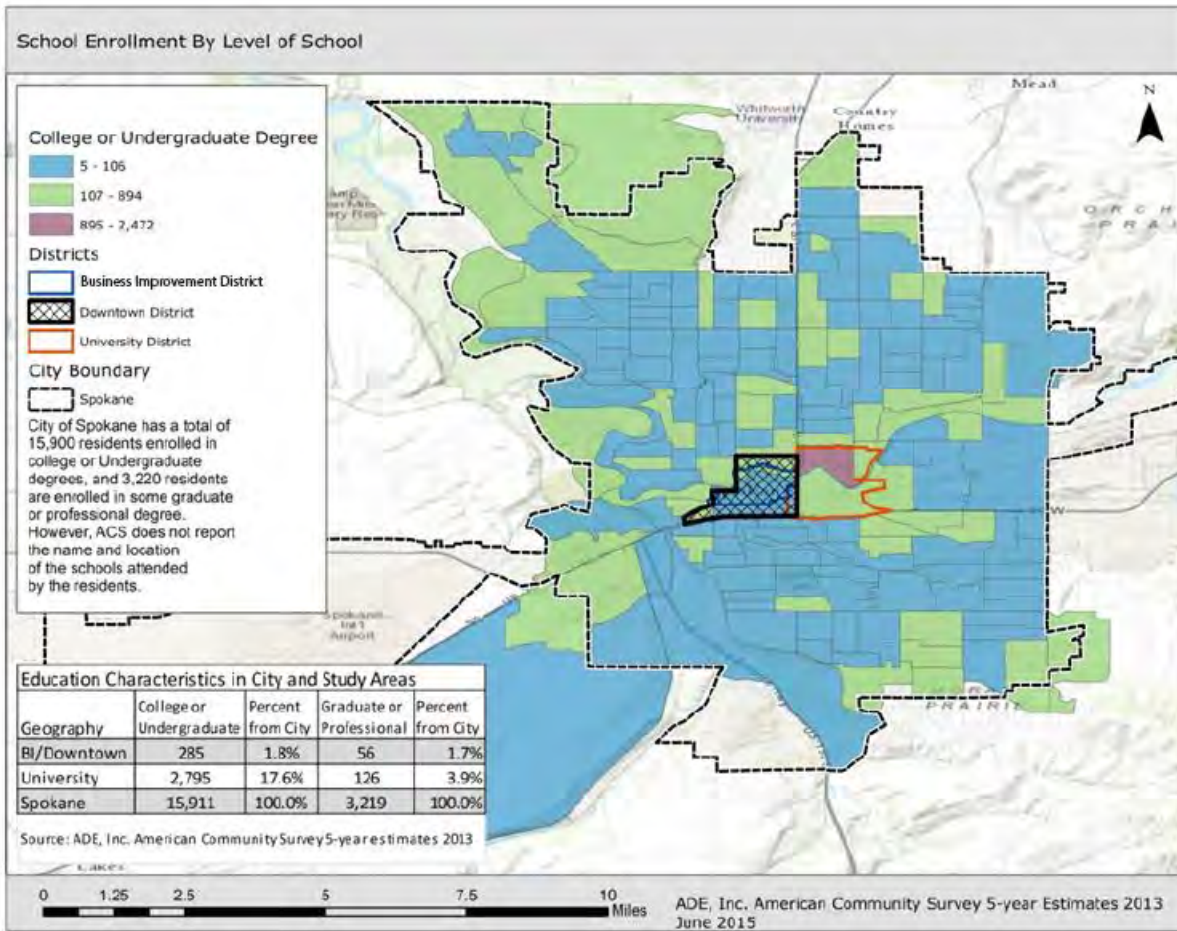 School Enrollment By Level of School
College or Undergraduate Degree
5 - 106
107 - 894
895 - 2,472
Districts
Business Improvement District
Downtown District
University District
City Boundary
Spokane
City of Spokane has a total of
15,900 residents enrolled in
college or Undergraduate
degrees, and 3,220 residents
are enrolled in some graduate
or professional degree.
However, ACS does not report
the name and location
of the schools attended
by the residents.
Whitworth
University
Country
Homes
Mead
N
PRAIRIE
Spokane
Int'l
Airport
Education Characteristics in City and Study Areas
Geography College or Undergraduate Percent from City Graduate or Professional Percent from City
BI/Downtown 285 1.8% 56 1.7%
University 2,795 17.6% 126 3.9%
Spokane 15,911 100.0% 3,219 100.0%
Source: ADE, Inc. American Community Survey 5-year estimates 2013
Lakes
0 1.25 2.5 5 7.5 10
Miles
ADE, Inc. American Community Survey 5-year Estimates 2013
June 2015